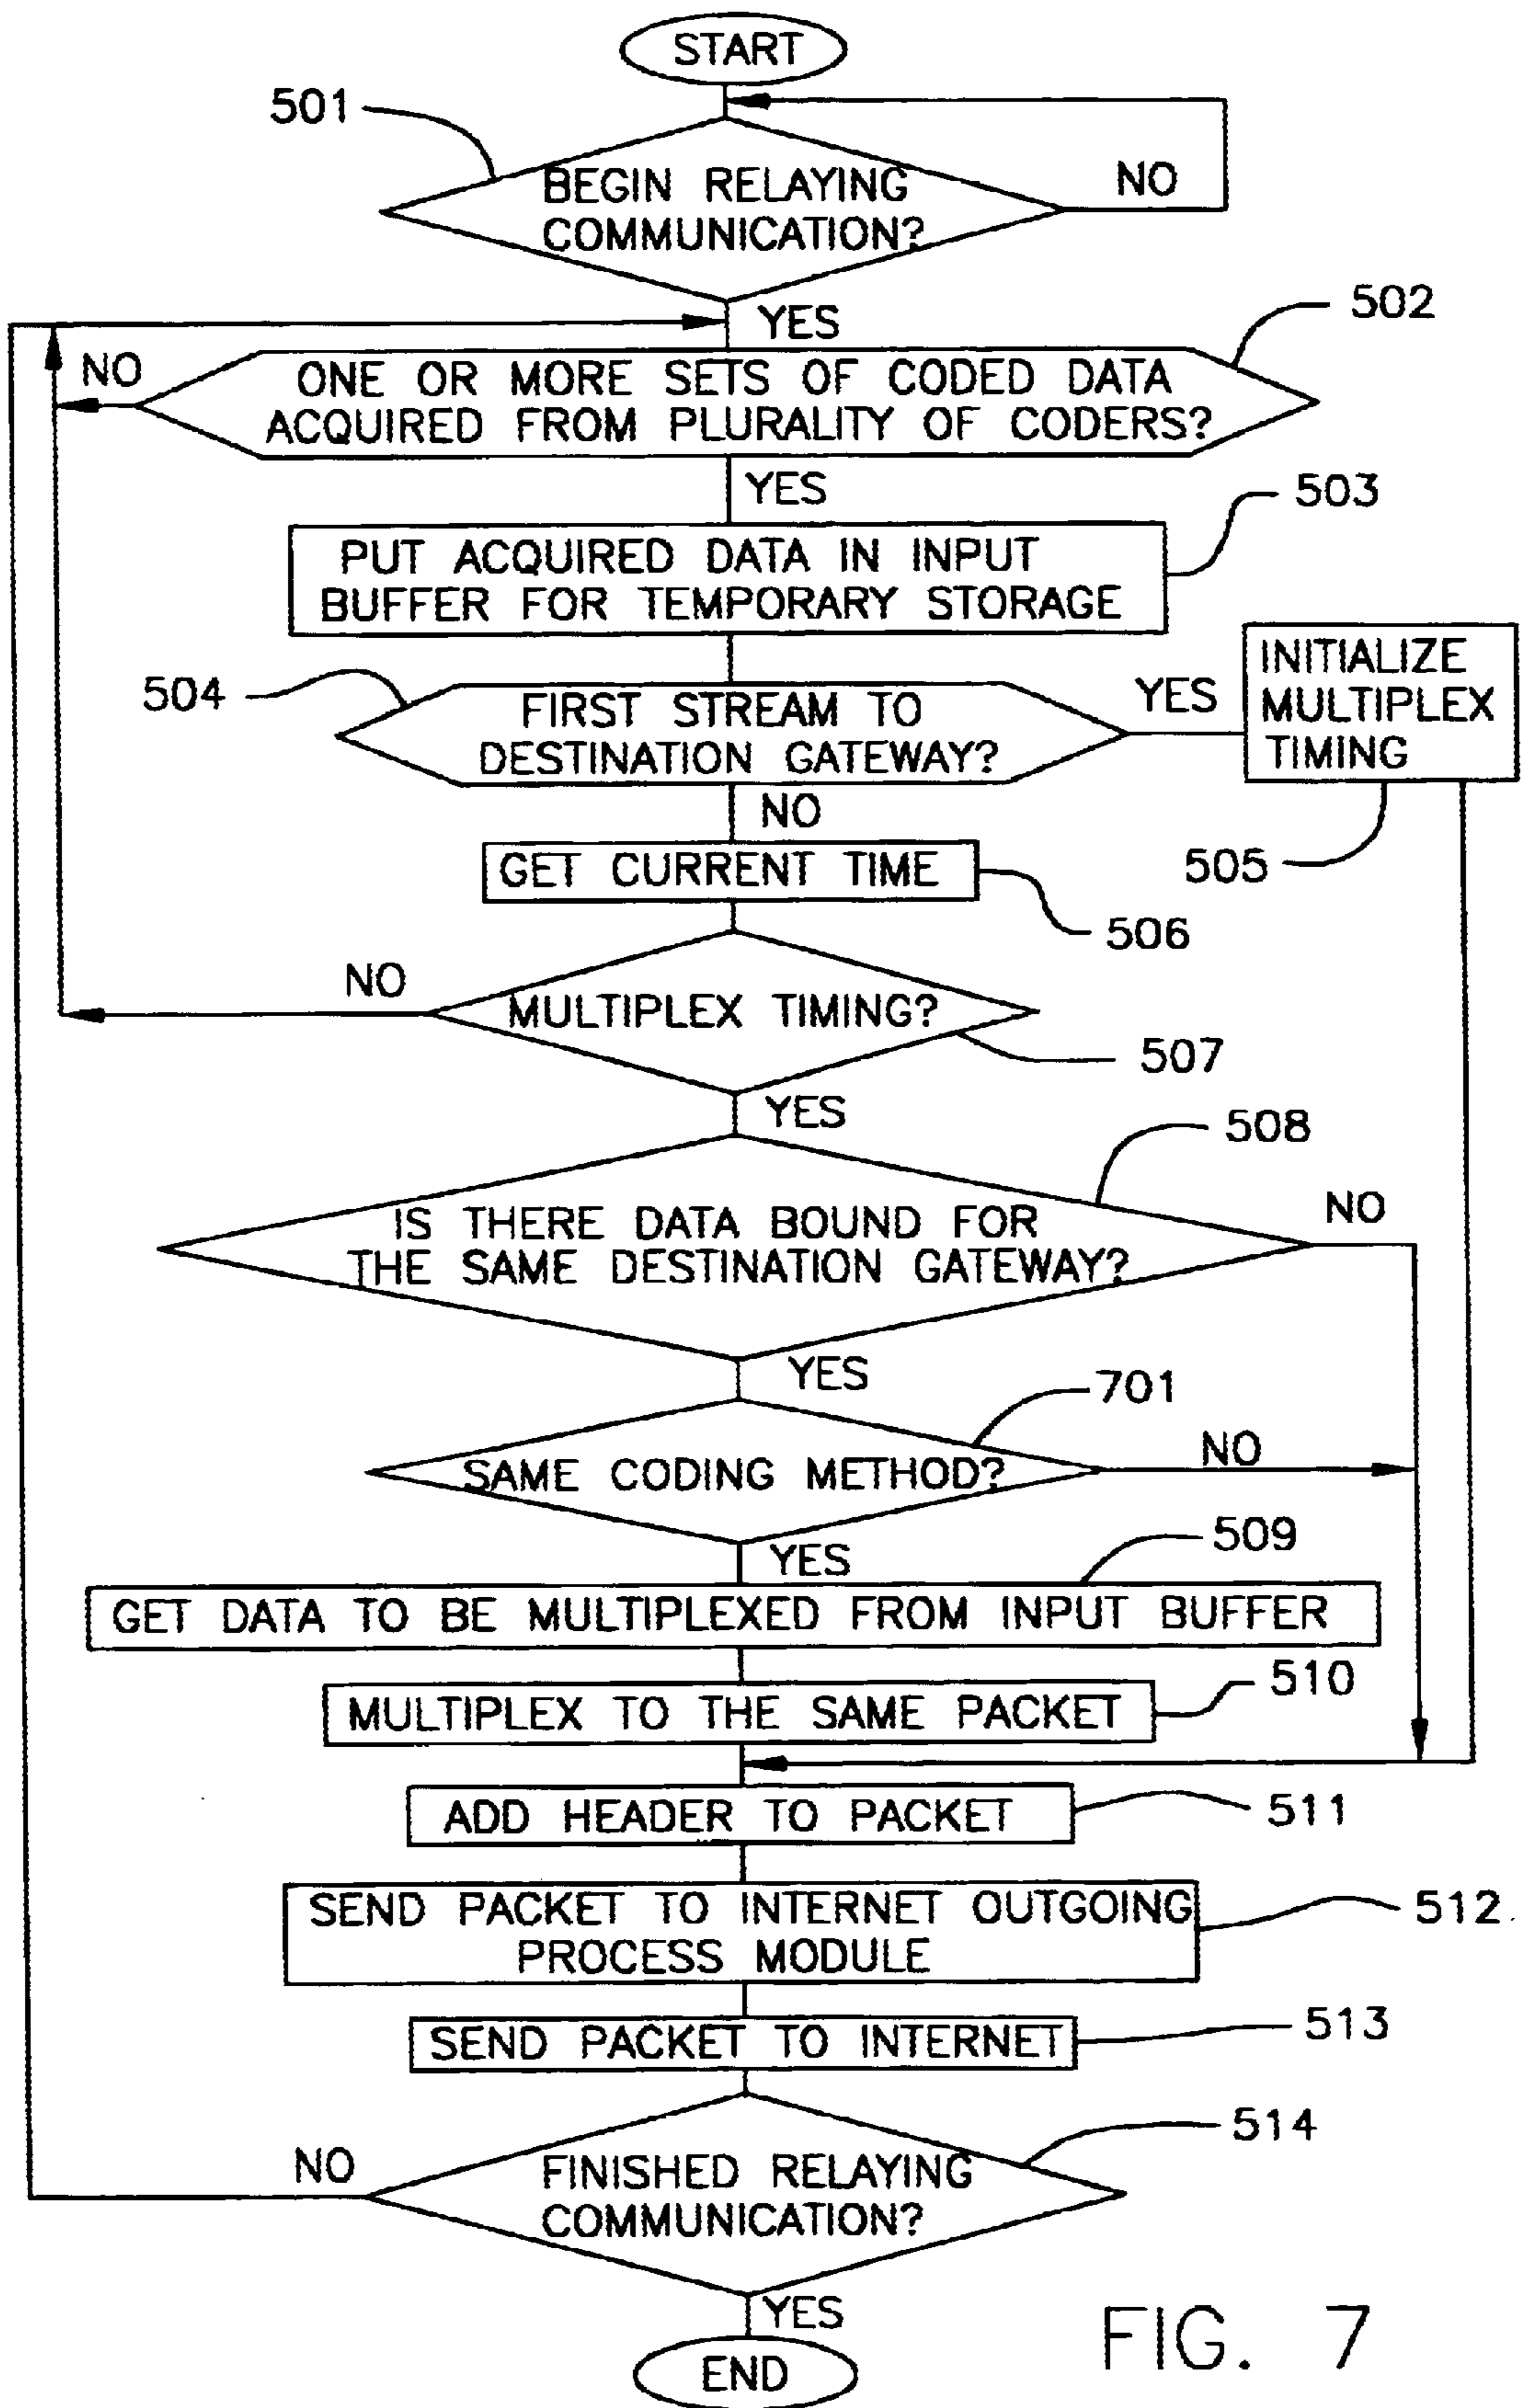 START
501
BEGIN RELAYING
COMMUNICATION?
NO
YES
502
NO
ONE OR MORE SETS OF CODED DATA
ACQUIRED FROM PLURALITY OF CODERS?
YES
503
PUT ACQUIRED DATA IN INPUT
BUFFER FOR TEMPORARY STORAGE
504
FIRST STREAM TO
DESTINATION GATEWAY?
YES
INITIALIZE
MULTIPLEX
TIMING
NO
505
GET CURRENT TIME
506
NO
MULTIPLEX TIMING?
507
YES
508
IS THERE DATA BOUND FOR
THE SAME DESTINATION GATEWAY?
NO
YES
701
SAME CODING METHOD?
NO
509
YES
GET DATA TO BE MULTIPLEXED FROM INPUT BUFFER
510
MULTIPLEX TO THE SAME PACKET
ADD HEADER TO PACKET
511
SEND PACKET TO INTERNET OUTGOING
PROCESS MODULE
512
SEND PACKET TO INTERNET
513
514
NO
FINISHED RELAYING
COMMUNICATION?
YES
END
FIG. 7